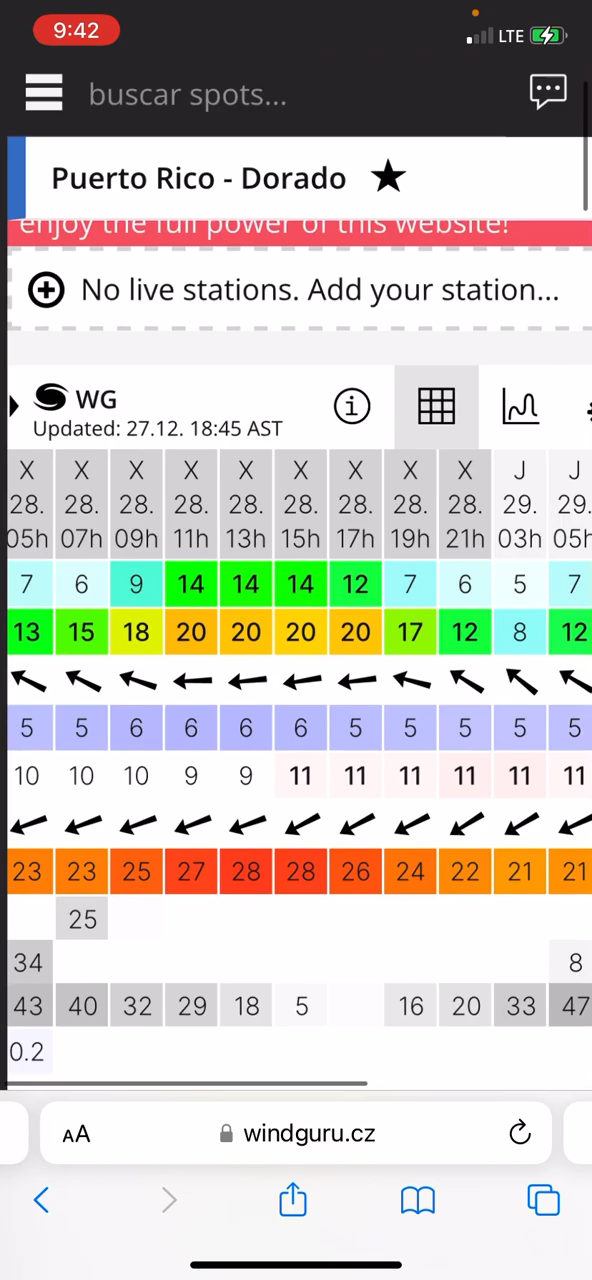 9:42
LTE
buscar spots...
Puerto Rico - Dorado
enjoy the full power of this website!
No live stations. Add your station...
WG
Updated: 27.12. 18:45 AST
X X X X X X X X X J J
28. 28. 28. 28. 28. 28. 28. 28. 28. 29. 29.
05h 07h 09h 11h 13h 15h 17h 19h 21h 03h 05h
7 6 9 14 14 14 12 7 6 5 7
13 15 18 20 20 20 20 17 12 8 12
5 5 6 6 6 6 5 5 5 5 5
10 10 10 9 9 11 11 11 11 11 11
23 23 25 27 28 28 26 24 22 21 21
25
34 8
43 40 32 29 18 5 16 20 33 47
0.2
AA windguru.cz